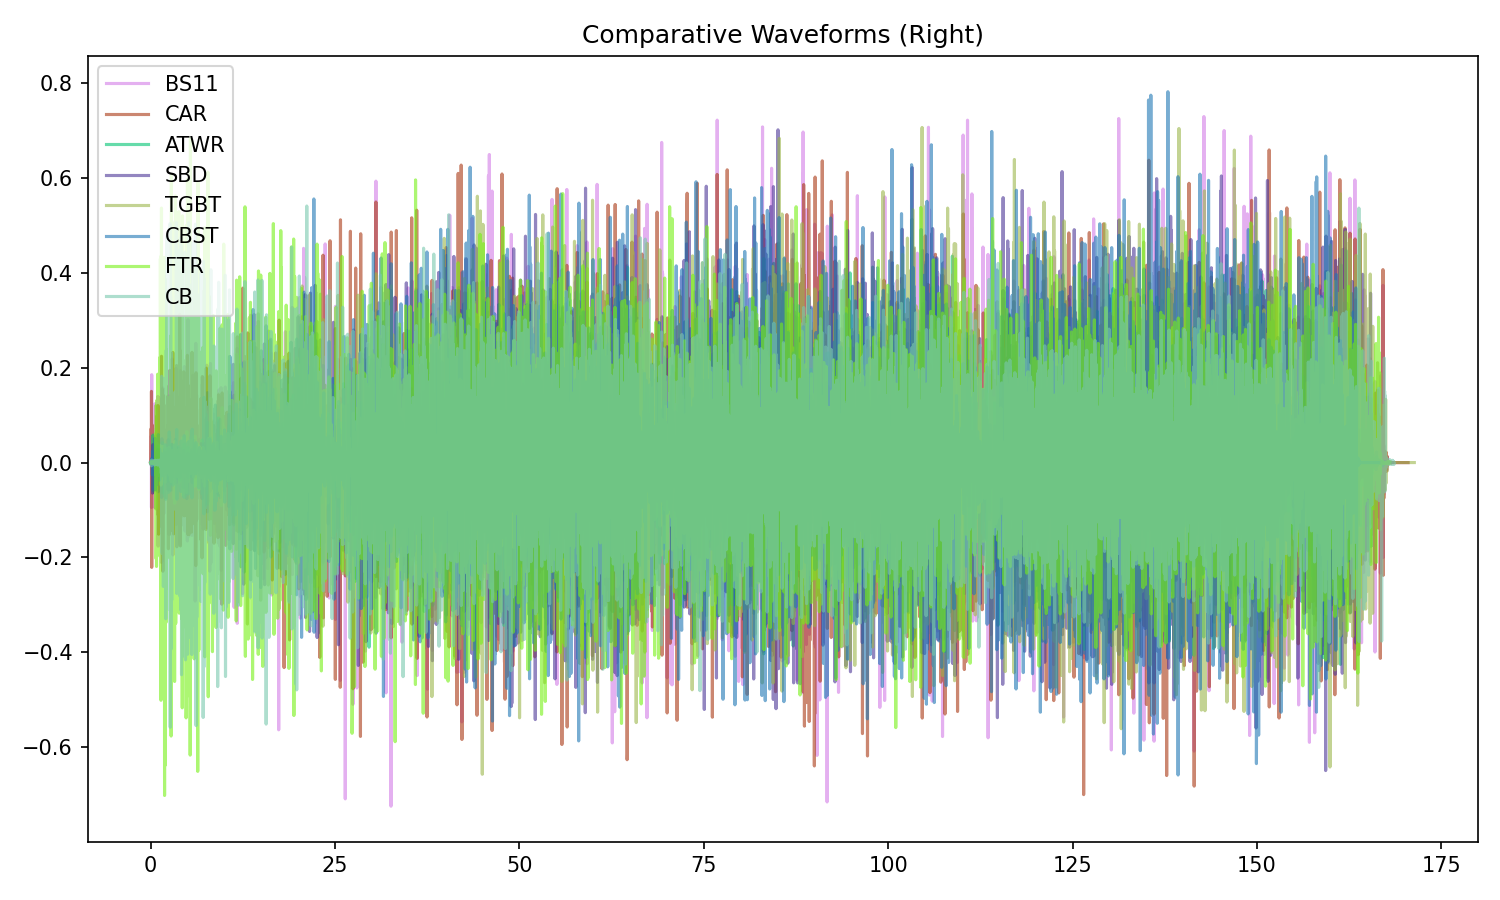 Comparative Waveforms (Right)
BS11
CAR
ATWR
SBD
TGBT
CBST
FTR
CB
0.8
0.6
0.4
0.2
0.0
−0.2
−0.4
−0.6
0 25 50 75 100 125 150 175